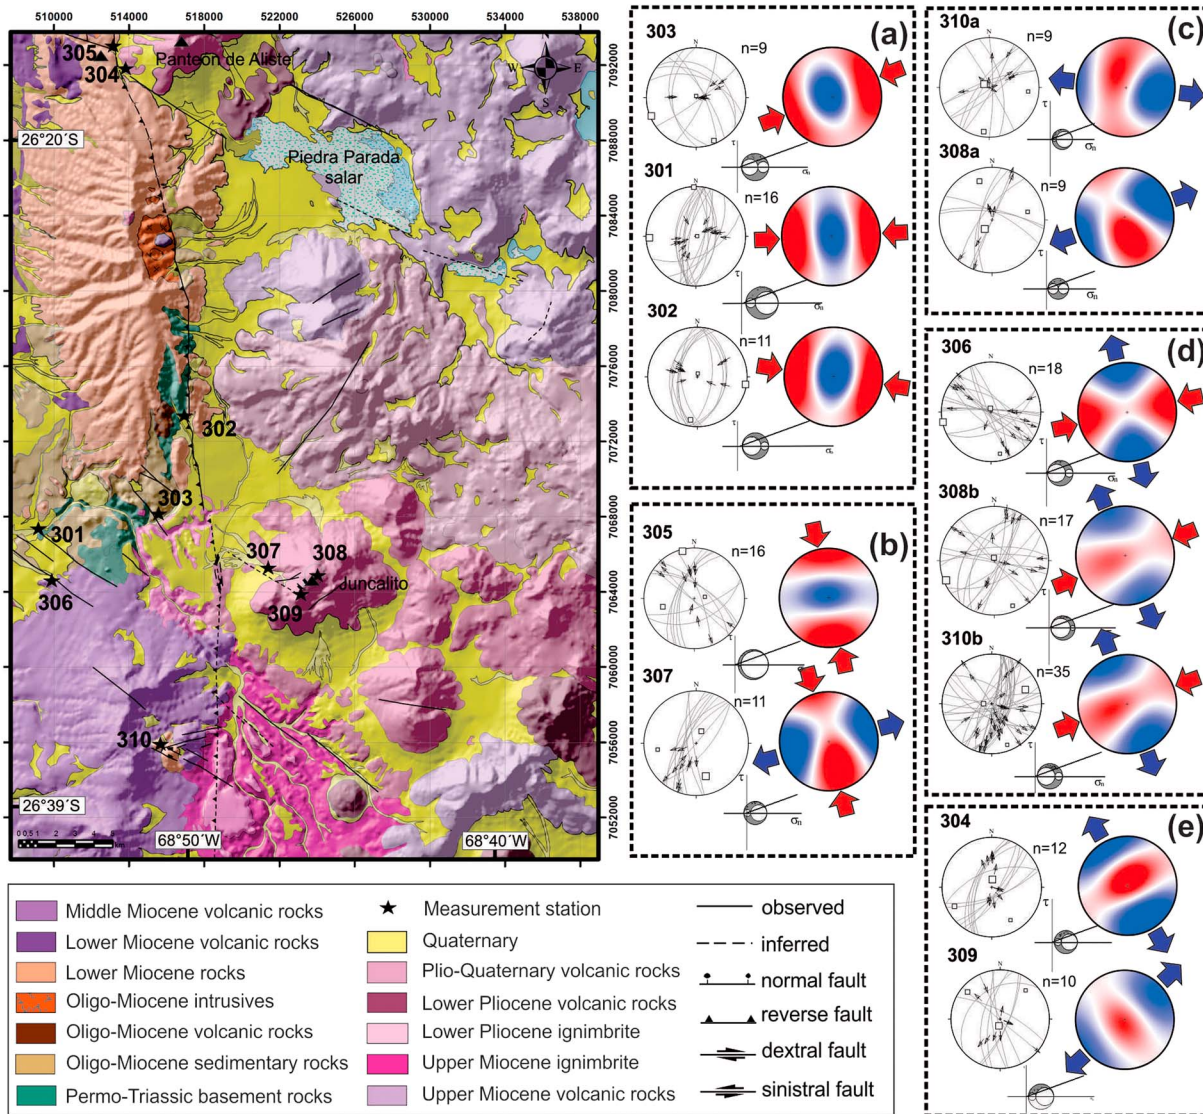 510000 514000 518000 522000 526000 530000 534000 538000
305
304
Panteón de Aliste
N
W E
S
26°20´S
Piedra Parada
salar
302
303
301
306
307
308
309
Juncalito
310
26°39´S
68°50´W
68°40´W
km
7092000
7088000
7084000
7080000
7076000
7072000
7068000
7064000
7060000
7056000
7052000
(a)
303
N
n=9
τ
σn
301
N
n=16
τ
σn
302
N
n=11
τ
σn
(b)
305
N
n=16
τ
307
N
n=11
τ
(c)
310a
N
n=9
τ
σn
308a
N
n=9
τ
(d)
306
N
n=18
τ
308b
N
n=17
τ
310b
N
n=35
τ
(e)
304
N
n=12
τ
309
N
n=10
τ
Middle Miocene volcanic rocks
Lower Miocene volcanic rocks
Lower Miocene rocks
Oligo-Miocene intrusives
Oligo-Miocene volcanic rocks
Oligo-Miocene sedimentary rocks
Permo-Triassic basement rocks
Measurement station
Quaternary
Plio-Quaternary volcanic rocks
Lower Pliocene volcanic rocks
Lower Pliocene ignimbrite
Upper Miocene ignimbrite
Upper Miocene volcanic rocks
observed
inferred
normal fault
reverse fault
dextral fault
sinistral fault